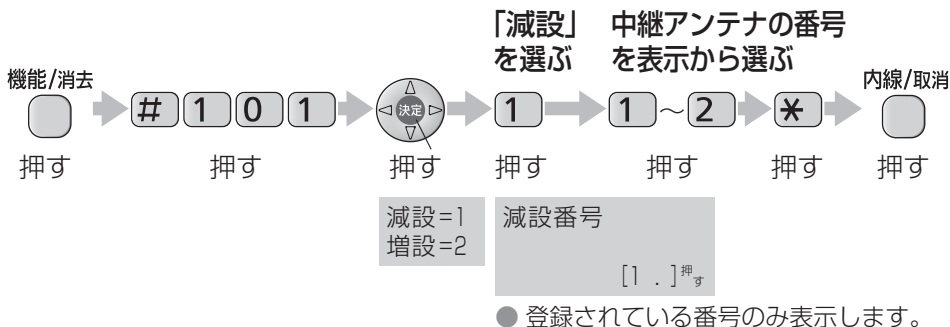 「減設」
を選ぶ
中継アンテナの番号
を表示から選ぶ
機能/消去
# 1 0 1
決定
1
1～2
*
内線/取消
押す 押す 押す 押す 押す 押す 押す
減設=1
増設=2
減設番号
[1 . ]押す
● 登録されている番号のみ表示します。